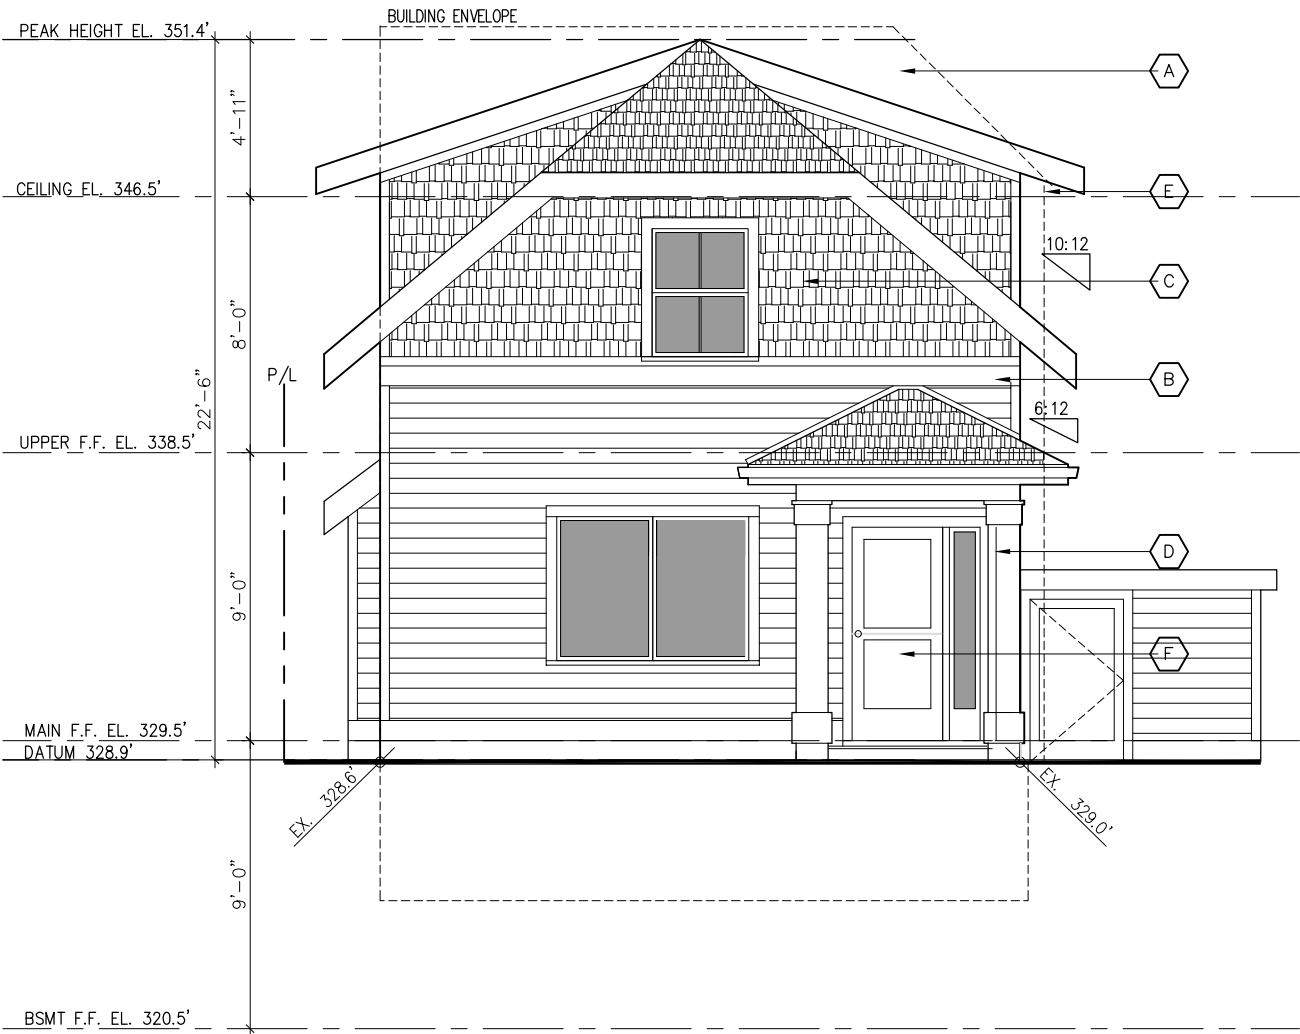 BUILDING ENVELOPE
PEAK HEIGHT EL. 351.4'
A
4'-11"
CEILING EL. 346.5'
E
10:12
C
8'-0"
22'-6"
P/L
B
6:12
UPPER F.F. EL. 338.5'
D
9'-0"
F
MAIN F.F. EL. 329.5'
DATUM 328.9'
EX. 328.6'
EX. 329.0'
9'-0"
BSMT F.F. EL. 320.5'